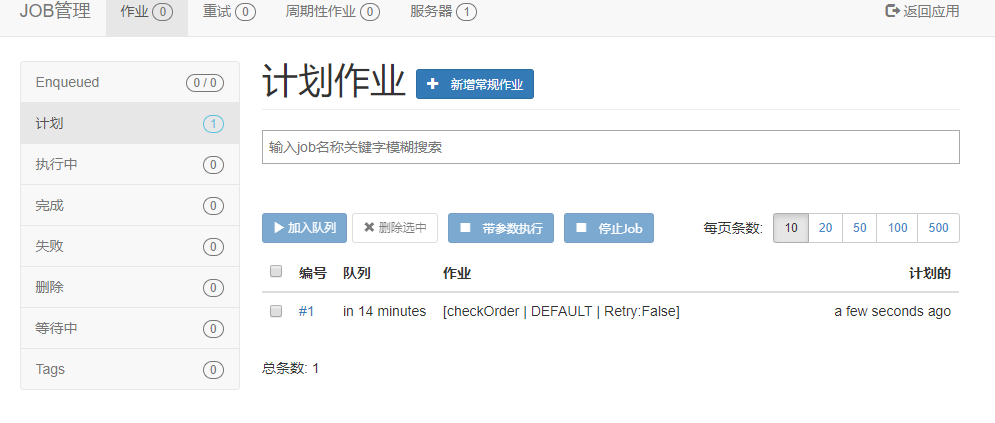 JOB管理 作业 0 重试 0 周期性作业 0 服务器 1 返回应用
Enqueued 0 / 0
计划 1
执行中 0
完成 0
失败 0
删除 0
等待中 0
Tags 0
计划作业 新增常规作业
输入job名称关键字模糊搜索
加入队列 删除选中 带参数执行 停止Job 每页条数: 10 20 50 100 500
编号 队列 作业 计划的
#1 in 14 minutes [checkOrder | DEFAULT | Retry:False] a few seconds ago
总条数: 1